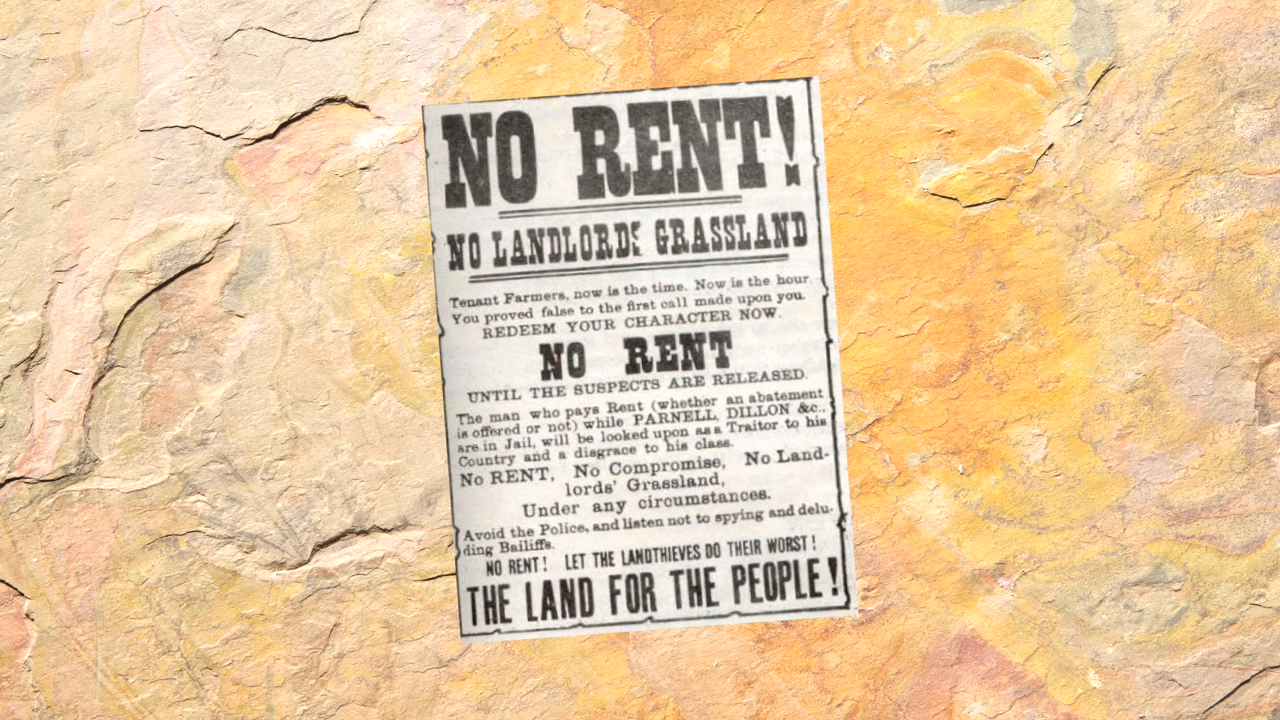 NO RENT!
NO LANDLORDS GRASSLAND
Tenant Farmers, now is the time. Now is the hour.
You proved false to the first call made upon you.
REDEEM YOUR CHARACTER NOW.
NO RENT
UNTIL THE SUSPECTS ARE RELEASED.
The man who pays Rent (whether an abatement
is offered or not) while PARNELL, DILLON &c.,
are in Jail, will be looked upon as a Traitor to his
Country and a disgrace to his class.
No RENT, No Compromise, No Land-
lords' Grassland,
Under any circumstances.
Avoid the Police, and listen not to spying and delu-
ding Bailiffs.
NO RENT! LET THE LANDTHIEVES DO THEIR WORST!
THE LAND FOR THE PEOPLE!